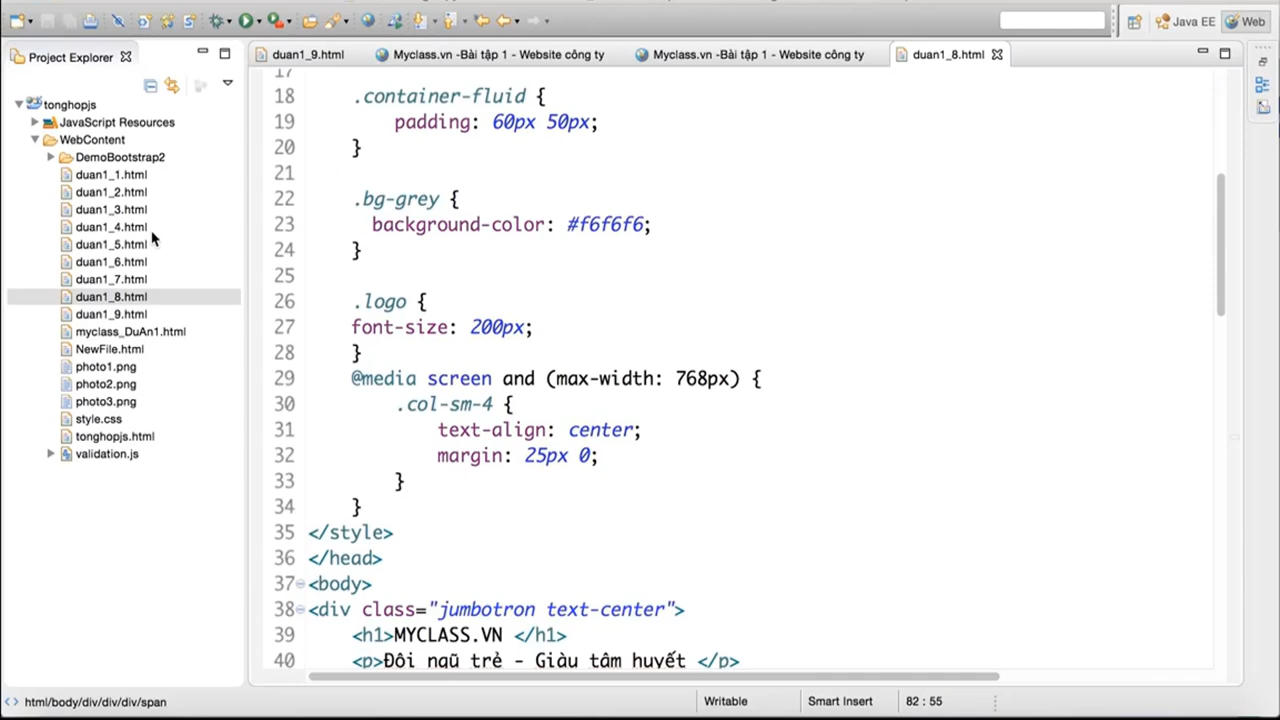 Java EE
Web
Project Explorer
duan1_9.html
Myclass.vn -Bài tập 1 - Website công ty
Myclass.vn -Bài tập 1 - Website công ty
duan1_8.html
tonghopjs
JavaScript Resources
WebContent
DemoBootstrap2
duan1_1.html
duan1_2.html
duan1_3.html
duan1_4.html
duan1_5.html
duan1_6.html
duan1_7.html
duan1_8.html
duan1_9.html
myclass_DuAn1.html
NewFile.html
photo1.png
photo2.png
photo3.png
style.css
tonghopjs.html
validation.js
17
18 .container-fluid {
19 padding: 60px 50px;
20 }
21
22 .bg-grey {
23 background-color: #f6f6f6;
24 }
25
26 .logo {
27 font-size: 200px;
28 }
29 @media screen and (max-width: 768px) {
30 .col-sm-4 {
31 text-align: center;
32 margin: 25px 0;
33 }
34 }
35 </style>
36 </head>
37 <body>
38 <div class="jumbotron text-center">
39 <h1>MYCLASS.VN </h1>
40 <p>Đội ngũ trẻ - Giàu tâm huyết </p>
html/body/div/div/div/span
Writable
Smart Insert
82 : 55